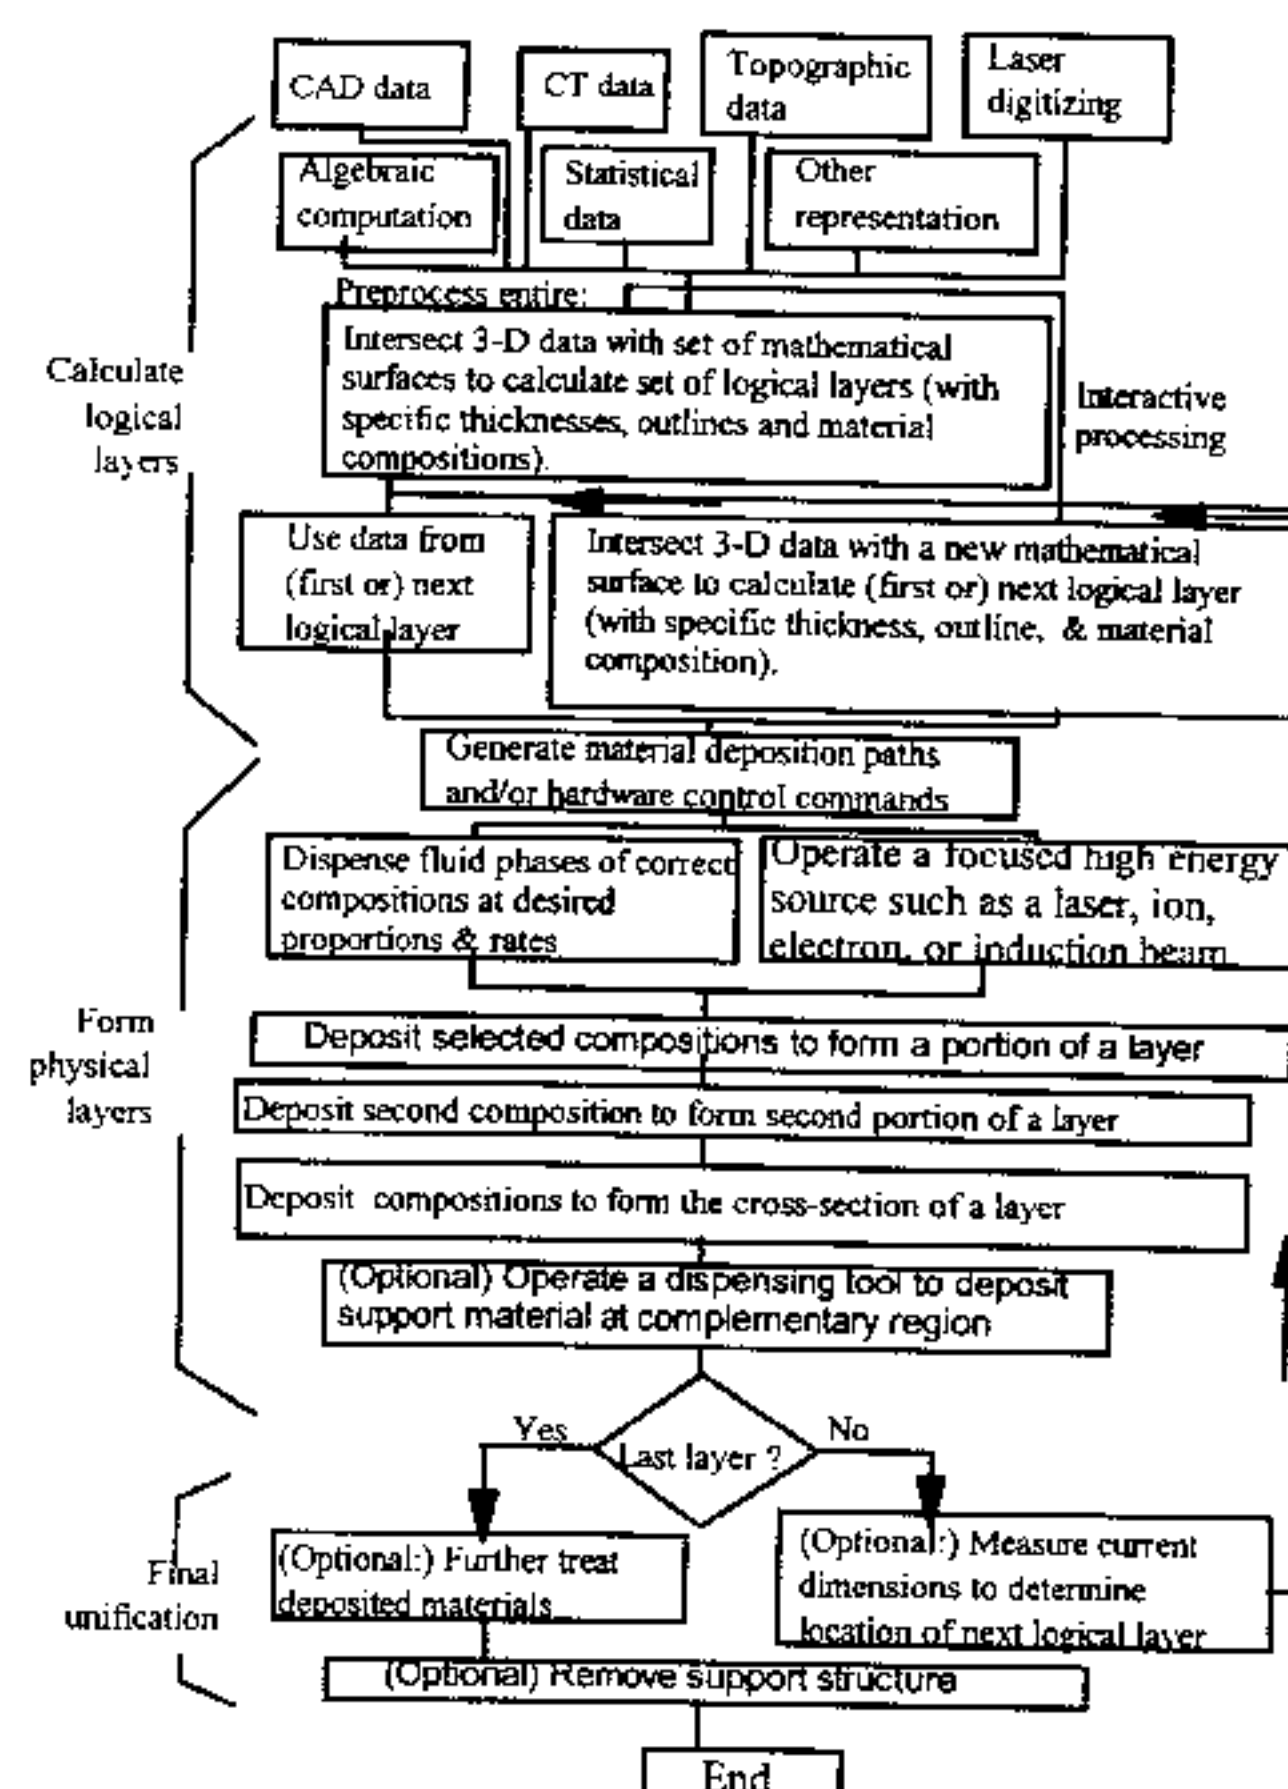 CAD data
CT data
Topographic
data
Laser
digitizing
Algebraic
computation
Statistical
data
Other
representation
Preprocess entire:
Intersect 3-D data with set of mathematical
surfaces to calculate set of logical layers (with
specific thicknesses, outlines and material
compositions).
Calculate
logical
layers
Interactive
processing
Use data from
(first or) next
logical layer
Intersect 3-D data with a new mathematical
surface to calculate (first or) next logical layer
(with specific thickness, outline, & material
composition).
Generate material deposition paths
and/or hardware control commands
Dispense fluid phases of correct
compositions at desired
proportions & rates
Operate a focused high energy
source such as a laser, ion,
electron, or induction beam
Form
physical
layers
Deposit selected compositions to form a portion of a layer
Deposit second composition to form second portion of a layer
Deposit compositions to form the cross-section of a layer
(Optional) Operate a dispensing tool to deposit
support material at complementary region
Yes
Last layer ?
No
Final
unification
(Optional:) Further treat
deposited materials
(Optional:) Measure current
dimensions to determine
location of next logical layer
(Optional) Remove support structure
End